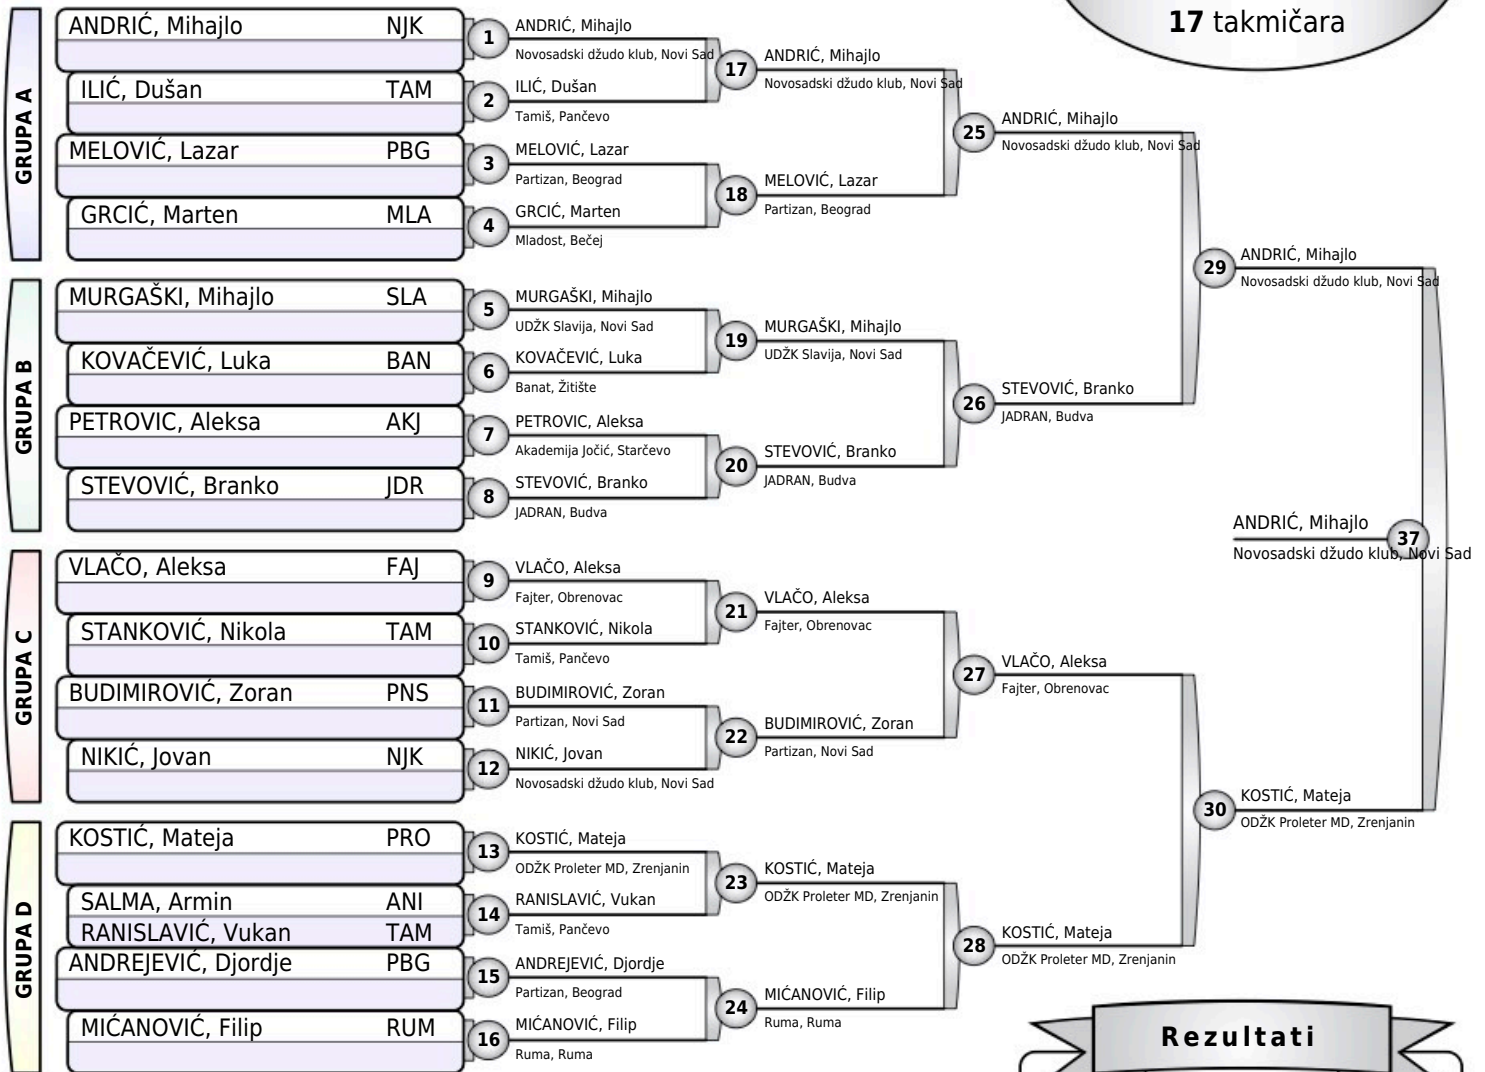 17 takmičara
GRUPA A
ANDRIĆ, Mihajlo NJK
ILIĆ, Dušan TAM
MELOVIĆ, Lazar PBG
GRCIĆ, Marten MLA
GRUPA B
MURGAŠKI, Mihajlo SLA
KOVAČEVIĆ, Luka BAN
PETROVIC, Aleksa AKJ
STEVOVIĆ, Branko JDR
GRUPA C
VLAČO, Aleksa FAJ
STANKOVIĆ, Nikola TAM
BUDIMIROVIĆ, Zoran PNS
NIKIĆ, Jovan NJK
GRUPA D
KOSTIĆ, Mateja PRO
SALMA, Armin ANI
RANISLAVIĆ, Vukan TAM
ANDREJEVIĆ, Djordje PBG
MIĆANOVIĆ, Filip RUM
1 ANDRIĆ, Mihajlo
Novosadski džudo klub, Novi Sad
2 ILIĆ, Dušan
Tamiš, Pančevo
3 MELOVIĆ, Lazar
Partizan, Beograd
4 GRCIĆ, Marten
Mladost, Bečej
5 MURGAŠKI, Mihajlo
UDŽK Slavija, Novi Sad
6 KOVAČEVIĆ, Luka
Banat, Žitište
7 PETROVIC, Aleksa
Akademija Jočić, Starčevo
8 STEVOVIĆ, Branko
JADRAN, Budva
9 VLAČO, Aleksa
Fajter, Obrenovac
10 STANKOVIĆ, Nikola
Tamiš, Pančevo
11 BUDIMIROVIĆ, Zoran
Partizan, Novi Sad
12 NIKIĆ, Jovan
Novosadski džudo klub, Novi Sad
13 KOSTIĆ, Mateja
ODŽK Proleter MD, Zrenjanin
14 RANISLAVIĆ, Vukan
Tamiš, Pančevo
15 ANDREJEVIĆ, Djordje
Partizan, Beograd
16 MIĆANOVIĆ, Filip
Ruma, Ruma
17 ANDRIĆ, Mihajlo
Novosadski džudo klub, Novi Sad
18 MELOVIĆ, Lazar
Partizan, Beograd
19 MURGAŠKI, Mihajlo
UDŽK Slavija, Novi Sad
20 STEVOVIĆ, Branko
JADRAN, Budva
21 VLAČO, Aleksa
Fajter, Obrenovac
22 BUDIMIROVIĆ, Zoran
Partizan, Novi Sad
23 KOSTIĆ, Mateja
ODŽK Proleter MD, Zrenjanin
24 MIĆANOVIĆ, Filip
Ruma, Ruma
25 ANDRIĆ, Mihajlo
Novosadski džudo klub, Novi Sad
26 STEVOVIĆ, Branko
JADRAN, Budva
27 VLAČO, Aleksa
Fajter, Obrenovac
28 KOSTIĆ, Mateja
ODŽK Proleter MD, Zrenjanin
29 ANDRIĆ, Mihajlo
Novosadski džudo klub, Novi Sad
30 KOSTIĆ, Mateja
ODŽK Proleter MD, Zrenjanin
ANDRIĆ, Mihajlo 37
Novosadski džudo klub, Novi Sad
Rezultati